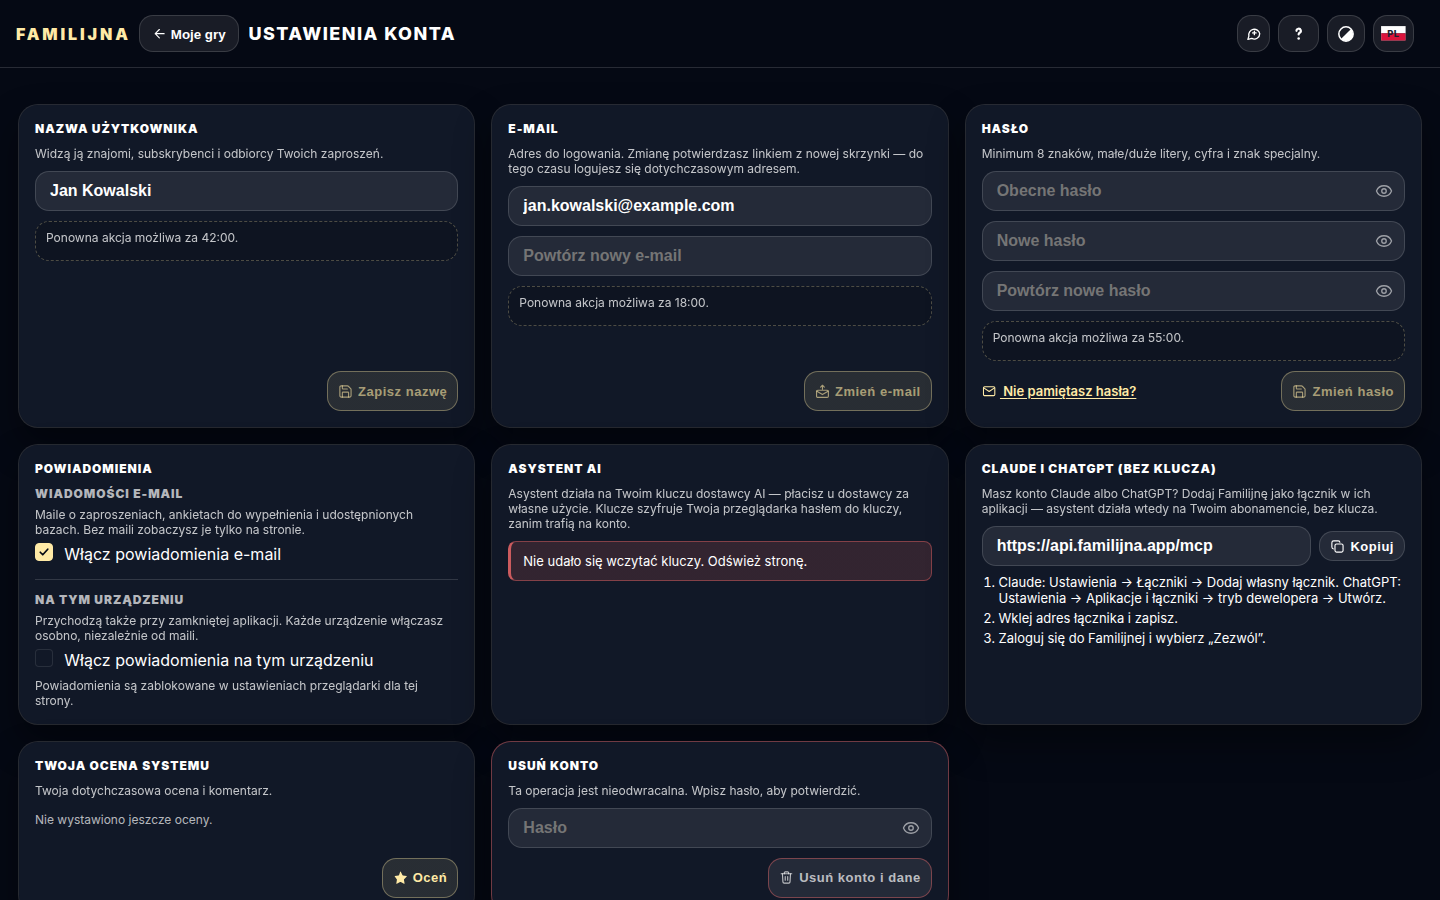 FAMILIJNA
Moje gry
USTAWIENIA KONTA
?
PL
NAZWA UŻYTKOWNIKA
Widzą ją znajomi, subskrybenci i odbiorcy Twoich zaproszeń.
Jan Kowalski
Ponowna akcja możliwa za 42:00.
Zapisz nazwę
E-MAIL
Adres do logowania. Zmianę potwierdzasz linkiem z nowej skrzynki — do
tego czasu logujesz się dotychczasowym adresem.
jan.kowalski@example.com
Powtórz nowy e-mail
Ponowna akcja możliwa za 18:00.
Zmień e-mail
HASŁO
Minimum 8 znaków, małe/duże litery, cyfra i znak specjalny.
Obecne hasło
Nowe hasło
Powtórz nowe hasło
Ponowna akcja możliwa za 55:00.
Nie pamiętasz hasła?
Zmień hasło
POWIADOMIENIA
WIADOMOŚCI E-MAIL
Maile o zaproszeniach, ankietach do wypełnienia i udostępnionych
bazach. Bez maili zobaczysz je tylko na stronie.
Włącz powiadomienia e-mail
NA TYM URZĄDZENIU
Przychodzą także przy zamkniętej aplikacji. Każde urządzenie włączasz
osobno, niezależnie od maili.
Włącz powiadomienia na tym urządzeniu
Powiadomienia są zablokowane w ustawieniach przeglądarki dla tej
strony.
ASYSTENT AI
Asystent działa na Twoim kluczu dostawcy AI — płacisz u dostawcy za
własne użycie. Klucze szyfruje Twoja przeglądarka hasłem do kluczy,
zanim trafią na konto.
Nie udało się wczytać kluczy. Odśwież stronę.
CLAUDE I CHATGPT (BEZ KLUCZA)
Masz konto Claude albo ChatGPT? Dodaj Familijnę jako łącznik w ich
aplikacji — asystent działa wtedy na Twoim abonamencie, bez klucza.
https://api.familijna.app/mcp
Kopiuj
1. Claude: Ustawienia → Łączniki → Dodaj własny łącznik. ChatGPT:
Ustawienia → Aplikacje i łączniki → tryb dewelopera → Utwórz.
2. Wklej adres łącznika i zapisz.
3. Zaloguj się do Familijnej i wybierz „Zezwól”.
TWOJA OCENA SYSTEMU
Twoja dotychczasowa ocena i komentarz.
Nie wystawiono jeszcze oceny.
Oceń
USUŃ KONTO
Ta operacja jest nieodwracalna. Wpisz hasło, aby potwierdzić.
Hasło
Usuń konto i dane